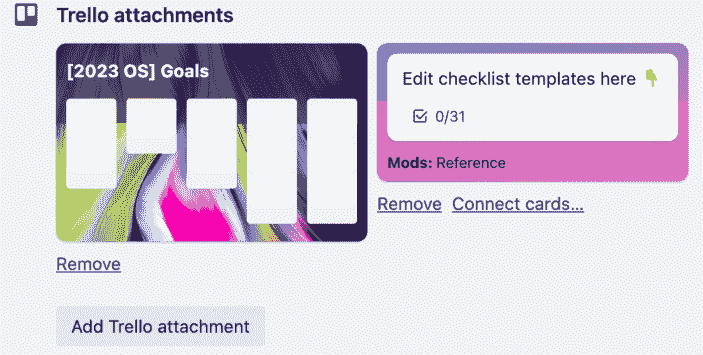 Trello attachments
[2023 OS] Goals
Edit checklist templates here 👇
0/31
Mods: Reference
Remove Connect cards...
Remove
Add Trello attachment